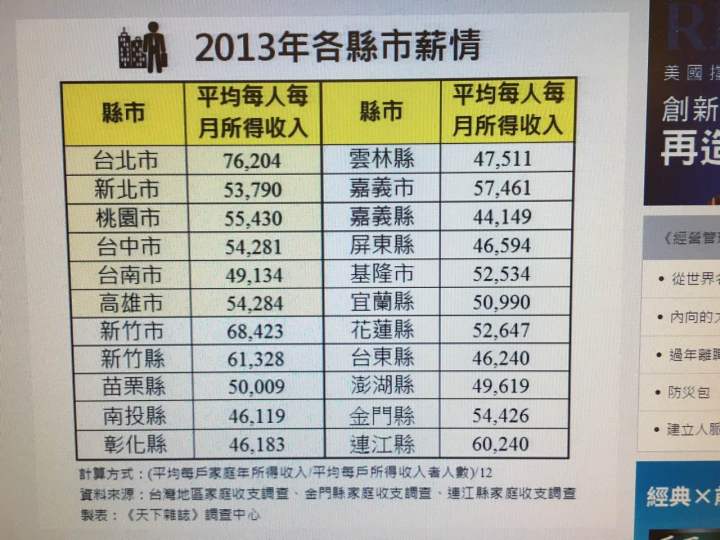 2013年各縣市薪情
縣市 平均每人每月所得收入 縣市 平均每人每月所得收入
台北市 76,204 雲林縣 47,511
新北市 53,790 嘉義市 57,461
桃園市 55,430 嘉義縣 44,149
台中市 54,281 屏東縣 46,594
台南市 49,134 基隆市 52,534
高雄市 54,284 宜蘭縣 50,990
新竹市 68,423 花蓮縣 52,647
新竹縣 61,328 台東縣 46,240
苗栗縣 50,009 澎湖縣 49,619
南投縣 46,119 金門縣 54,426
彰化縣 46,183 連江縣 60,240
計算方式：(平均每戶家庭年所得收入/平均每戶所得收入者人數)/12
資料來源：台灣地區家庭收支調查、金門縣家庭收支調查、連江縣家庭收支調查
製表：《天下雜誌》調查中心
美國
創新
再造
《經營管理
從世界名
內向的
過年離職
防災包
建立人脈
經典×